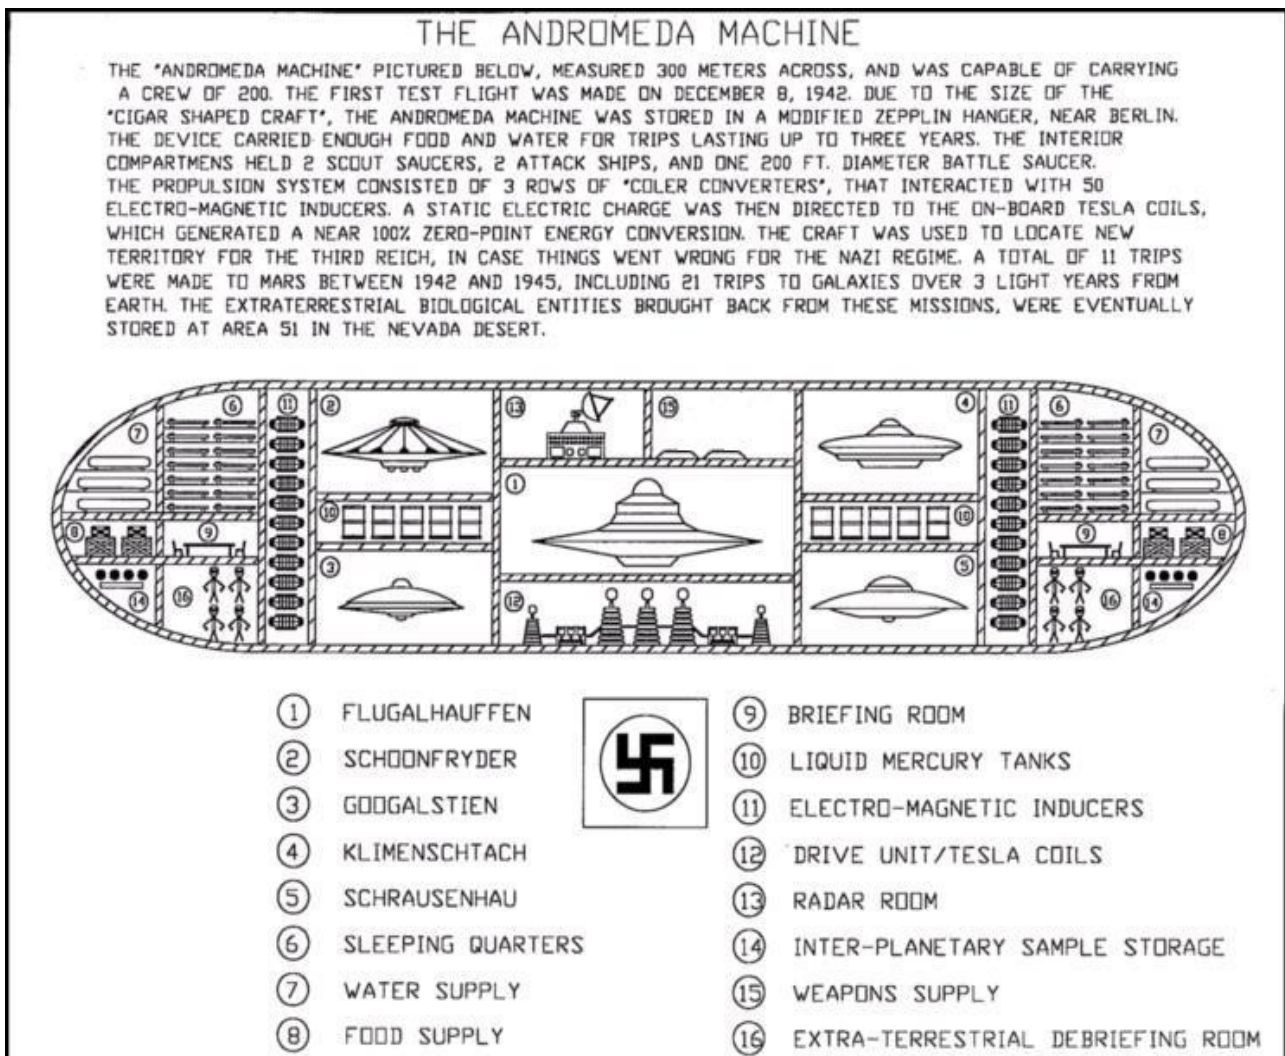 THE ANDROMEDA MACHINE
THE "ANDROMEDA MACHINE" PICTURED BELOW, MEASURED 300 METERS ACROSS, AND WAS CAPABLE OF CARRYING
A CREW OF 200. THE FIRST TEST FLIGHT WAS MADE ON DECEMBER 8, 1942. DUE TO THE SIZE OF THE
"CIGAR SHAPED CRAFT", THE ANDROMEDA MACHINE WAS STORED IN A MODIFIED ZEPPLIN HANGER, NEAR BERLIN.
THE DEVICE CARRIED ENOUGH FOOD AND WATER FOR TRIPS LASTING UP TO THREE YEARS. THE INTERIOR
COMPARTMENS HELD 2 SCOUT SAUCERS, 2 ATTACK SHIPS, AND ONE 200 FT. DIAMETER BATTLE SAUCER.
THE PROPULSION SYSTEM CONSISTED OF 3 ROWS OF "COLER CONVERTERS", THAT INTERACTED WITH 50
ELECTRO-MAGNETIC INDUCERS. A STATIC ELECTRIC CHARGE WAS THEN DIRECTED TO THE ON-BOARD TESLA COILS,
WHICH GENERATED A NEAR 100% ZERO-POINT ENERGY CONVERSION. THE CRAFT WAS USED TO LOCATE NEW
TERRITORY FOR THE THIRD REICH, IN CASE THINGS WENT WRONG FOR THE NAZI REGIME. A TOTAL OF 11 TRIPS
WERE MADE TO MARS BETWEEN 1942 AND 1945, INCLUDING 21 TRIPS TO GALAXIES OVER 3 LIGHT YEARS FROM
EARTH. THE EXTRATERRESTRIAL BIOLOGICAL ENTITIES BROUGHT BACK FROM THESE MISSIONS, WERE EVENTUALLY
STORED AT AREA 51 IN THE NEVADA DESERT.
6 11 2 13 15 4 11 6
7 7
1
8 9 10 10 9 8
3 5
14 16 12 16 14
1 FLUGALHAUFFEN
2 SCHOONFRYDER
3 GOOGALSTIEN
4 KLIMENSCHTACH
5 SCHRAUSENHAU
6 SLEEPING QUARTERS
7 WATER SUPPLY
8 FOOD SUPPLY
9 BRIEFING ROOM
10 LIQUID MERCURY TANKS
11 ELECTRO-MAGNETIC INDUCERS
12 DRIVE UNIT/TESLA COILS
13 RADAR ROOM
14 INTER-PLANETARY SAMPLE STORAGE
15 WEAPONS SUPPLY
16 EXTRA-TERRESTRIAL DEBRIEFING ROOM